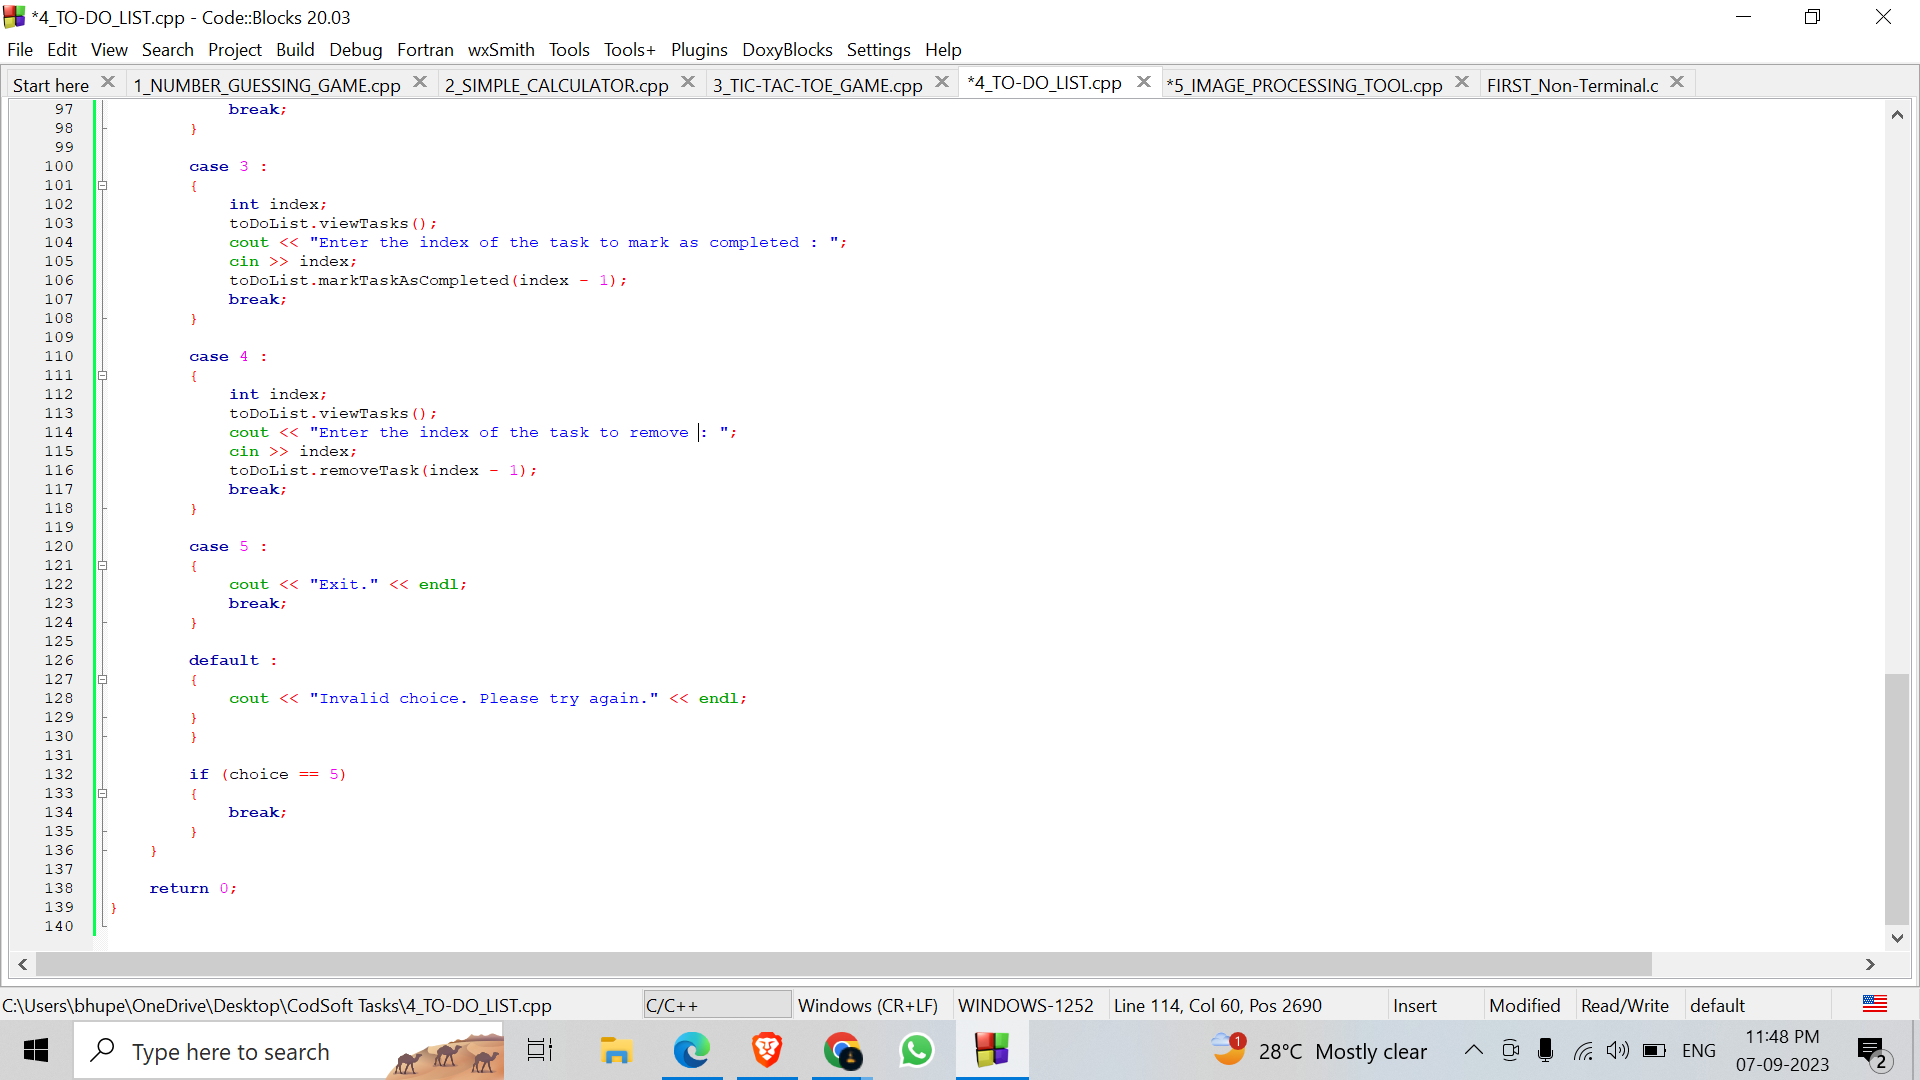 *4_TO-DO_LIST.cpp - Code::Blocks 20.03
File Edit View Search Project Build Debug Fortran wxSmith Tools Tools+ Plugins DoxyBlocks Settings Help
Start here 1_NUMBER_GUESSING_GAME.cpp 2_SIMPLE_CALCULATOR.cpp 3_TIC-TAC-TOE_GAME.cpp *4_TO-DO_LIST.cpp *5_IMAGE_PROCESSING_TOOL.cpp FIRST_Non-Terminal.c
97 break;
98 }
99
100 case 3 :
101 {
102 int index;
103 toDoList.viewTasks();
104 cout << "Enter the index of the task to mark as completed : ";
105 cin >> index;
106 toDoList.markTaskAsCompleted(index - 1);
107 break;
108 }
109
110 case 4 :
111 {
112 int index;
113 toDoList.viewTasks();
114 cout << "Enter the index of the task to remove : ";
115 cin >> index;
116 toDoList.removeTask(index - 1);
117 break;
118 }
119
120 case 5 :
121 {
122 cout << "Exit." << endl;
123 break;
124 }
125
126 default :
127 {
128 cout << "Invalid choice. Please try again." << endl;
129 }
130 }
131
132 if (choice == 5)
133 {
134 break;
135 }
136 }
137
138 return 0;
139 }
140
C:\Users\bhupe\OneDrive\Desktop\CodSoft Tasks\4_TO-DO_LIST.cpp C/C++ Windows (CR+LF) WINDOWS-1252 Line 114, Col 60, Pos 2690 Insert Modified Read/Write default
Type here to search 1 28°C Mostly clear ENG 11:48 PM
07-09-2023 2